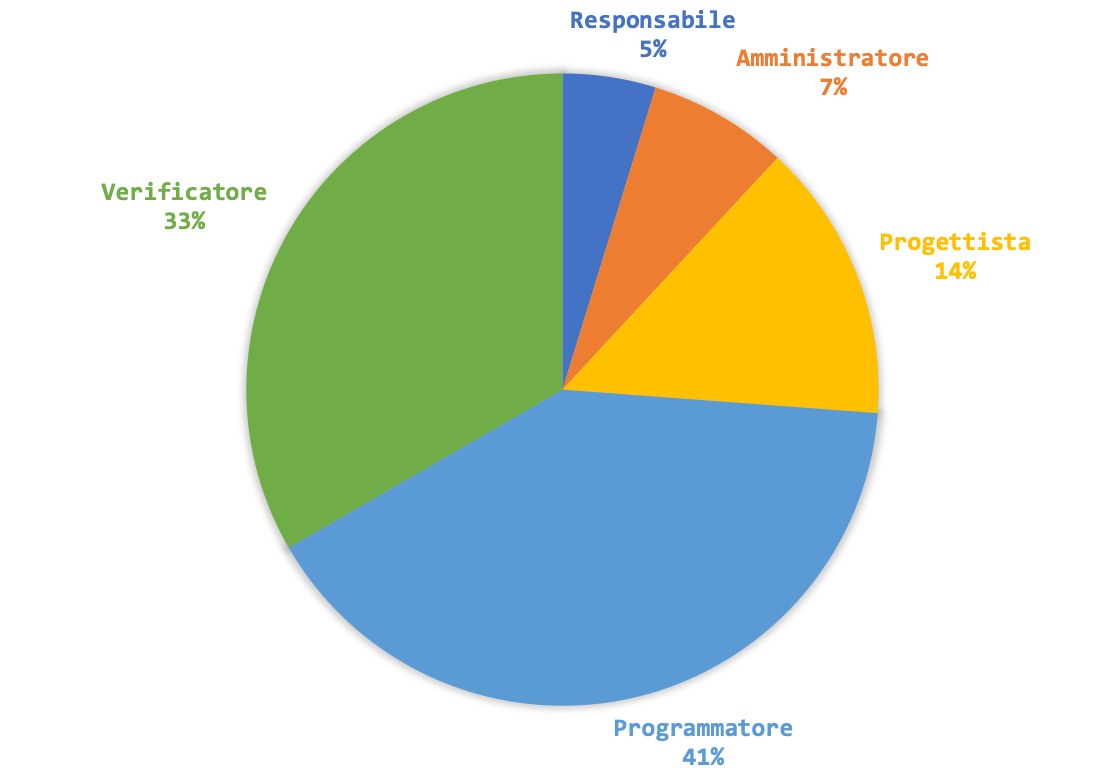 Responsabile
5%
Amministratore
7%
Progettista
14%
Programmatore
41%
Verificatore
33%